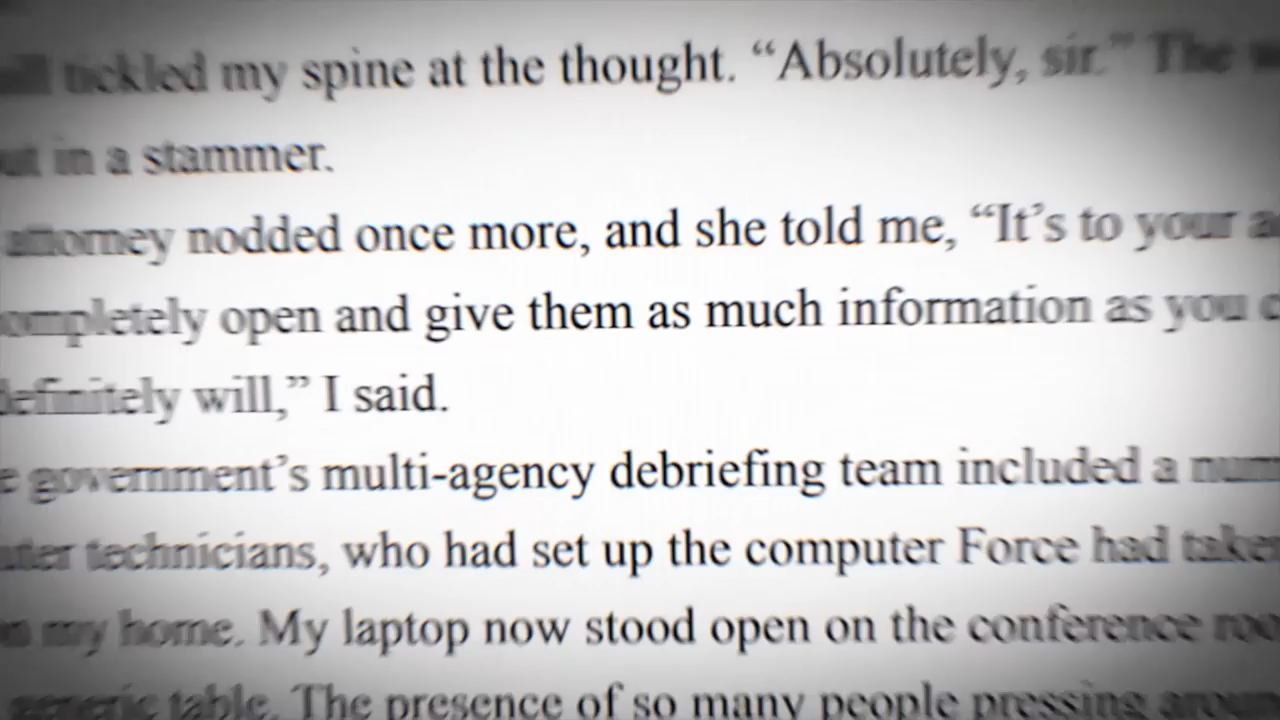 tickled my spine at the thought. “Absolutely, sir.” The
in a stammer.
attorney nodded once more, and she told me, “It’s to your
completely open and give them as much information as you
definitely will,” I said.
government’s multi-agency debriefing team included a
technicians, who had set up the computer Force had taken
my home. My laptop now stood open on the conference
generic table. The presence of so many people pressing